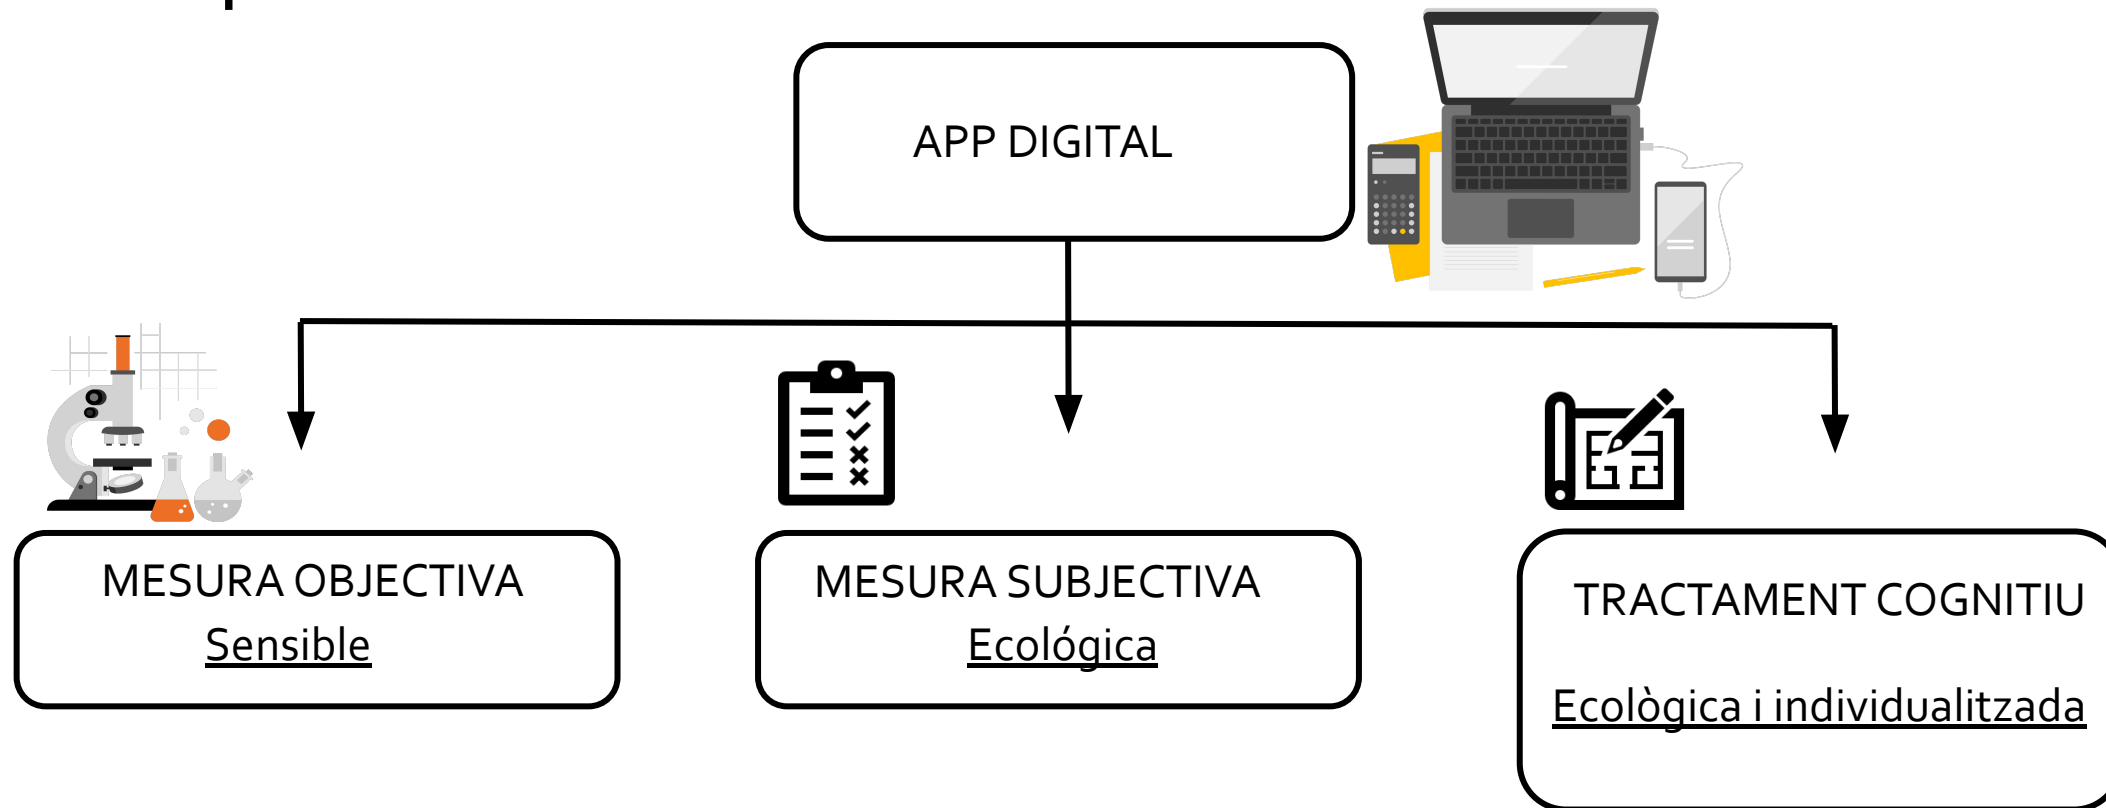 APP DIGITAL
MESURA OBJECTIVA
Sensible
MESURA SUBJECTIVA
Ecológica
TRACTAMENT COGNITIU
Ecològica i individualitzada